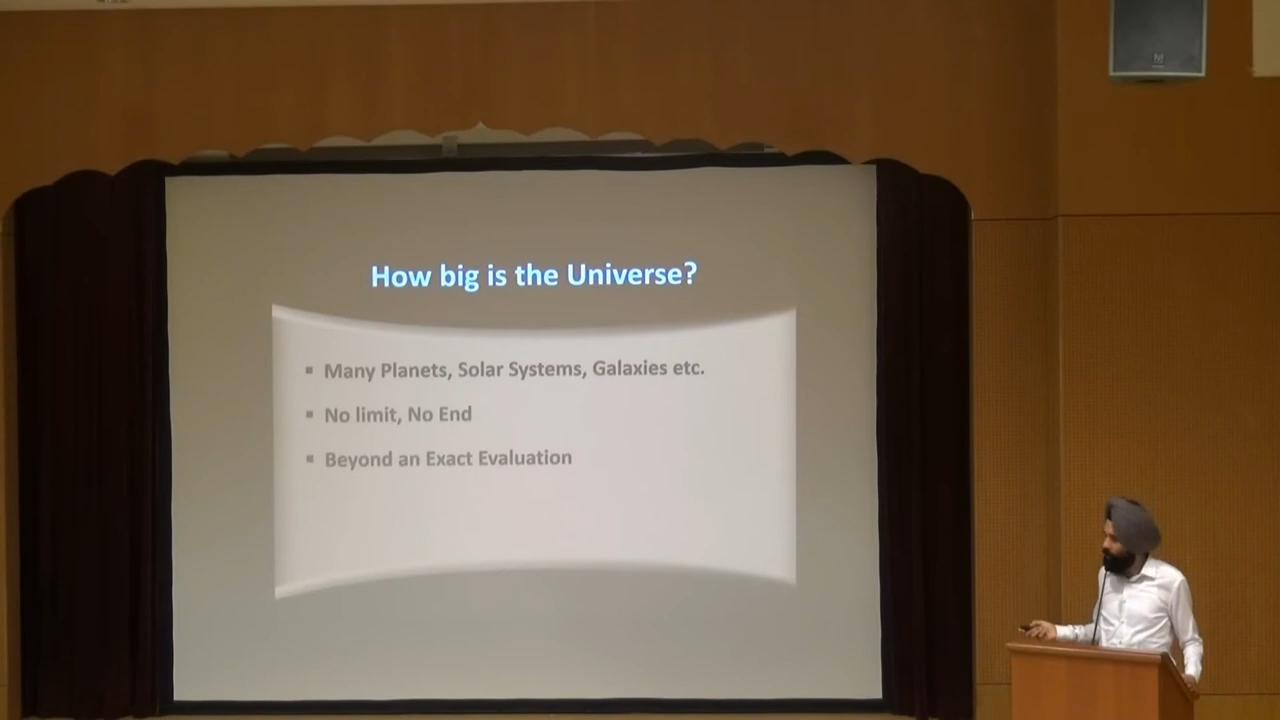 How big is the Universe?
▪ Many Planets, Solar Systems, Galaxies etc.
▪ No limit, No End
▪ Beyond an Exact Evaluation